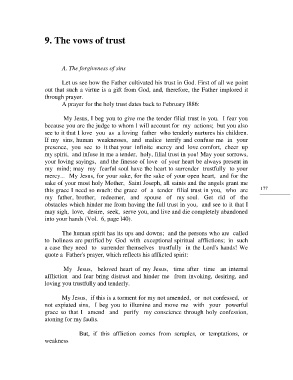 9. The vows of trust
A. The forgiveness of sins
Let us see how the Father cultivated his trust in God. First of all we point
out that such a virtue is a gift from God, and, therefore, the Father implored it
through prayer.
A prayer for the holy trust dates back to February 1886:
My Jesus, I beg you to give me the tender filial trust in you. I fear you
because you are the judge to whom I will account for my actions; but you also
see to it that I love you as a loving father who tenderly nurtures his children.
If my sins, human weaknesses, and malice terrify and confuse me in your
presence, you see to it that your infinite mercy and love comfort, cheer up
my spirit, and infuse in me a tender, holy, filial trust in you! May your sorrows,
your loving sayings, and the finesse of love of your heart be always present in
my mind; may my fearful soul have the heart to surrender trustfully to your
mercy... My Jesus, for your sake, for the sake of your open heart, and for the
sake of your most holy Mother, Saint Joseph, all saints and the angels grant me
this grace I need so much: the grace of a tender filial trust in you, who are
my father, brother, redeemer, and spouse of my soul. Get rid of the
obstacles which hinder me from having the full trust in you, and see to it that I
may sigh, love, desire, seek, serve you, and live and die completely abandoned
into your hands (Vol. 6, page 140).
177
The human spirit has its ups and downs; and the persons who are called
to holiness are purified by God with exceptional spiritual afflictions; in such
a case they need to surrender themselves trustfully in the Lord's hands! We
quote a Father's prayer, which reflects his afflicted spirit:
My Jesus, beloved heart of my Jesus, time after time an internal
affliction and fear bring distrust and hinder me from invoking, desiring, and
loving you trustfully and tenderly.
My Jesus, if this is a torment for my not amended, or not confessed, or
not expiated sins, I beg you to illumine and move me with your powerful
grace so that I amend and purify my conscience through holy confession,
atoning for my faults.
But, if this affliction comes from scruples, or temptations, or
weakness